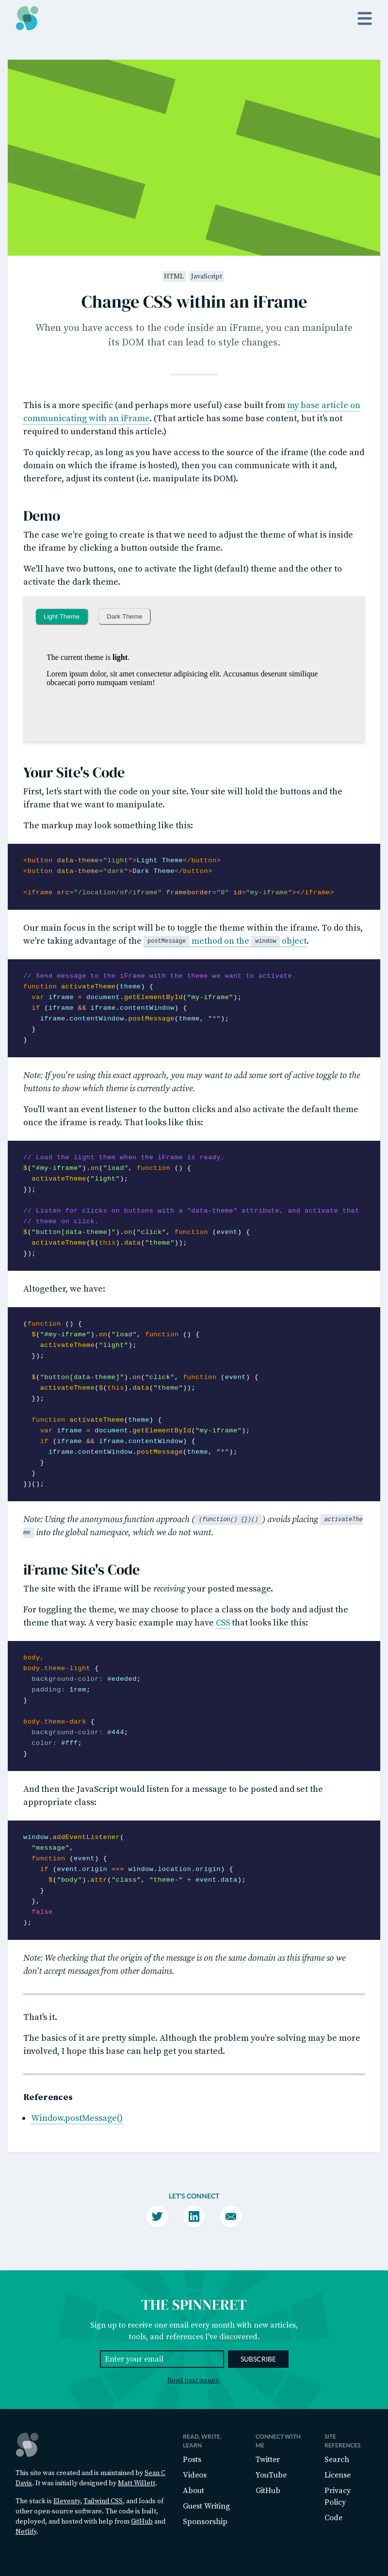 HTML JavaScript
Change CSS within an iFrame
When you have access to the code inside an iFrame, you can manipulate
its DOM that can lead to style changes.
This is a more specific (and perhaps more useful) case built from my base article on
communicating with an iFrame. (That article has some base content, but it's not
required to understand this article.)
To quickly recap, as long as you have access to the source of the iframe (the code and
domain on which the iframe is hosted), then you can communicate with it and,
therefore, adjust its content (i.e. manipulate its DOM).
Demo
The case we're going to create is that we need to adjust the theme of what is inside
the iframe by clicking a button outside the frame.
We'll have two buttons, one to activate the light (default) theme and the other to
activate the dark theme.
Light Theme Dark Theme
The current theme is light.
Lorem ipsum dolor, sit amet consectetur adipisicing elit. Accusamus deserunt similique
obcaecati porro numquam veniam!
Your Site's Code
First, let's start with the code on your site. Your site will hold the buttons and the
iframe that we want to manipulate.
The markup may look something like this:
<button data-theme="light">Light Theme</button>
<button data-theme="dark">Dark Theme</button>
<iframe src="/location/of/iframe" frameborder="0" id="my-iframe"></iframe>
Our main focus in the script will be to toggle the theme within the iframe. To do this,
we're taking advantage of the postMessage method on the window object.
// Send message to the iFrame with the theme we want to activate.
function activateTheme(theme) {
  var iframe = document.getElementById("my-iframe");
  if (iframe && iframe.contentWindow) {
    iframe.contentWindow.postMessage(theme, "*");
  }
}
Note: If you're using this exact approach, you may want to add some sort of active toggle to the
buttons to show which theme is currently active.
You'll want an event listener to the button clicks and also activate the default theme
once the iframe is ready. That looks like this:
// Load the light them when the iFrame is ready.
$("#my-iframe").on("load", function () {
  activateTheme("light");
});
// Listen for clicks on buttons with a "data-theme" attribute, and activate that
// theme on click.
$("button[data-theme]").on("click", function (event) {
  activateTheme($(this).data("theme"));
});
Altogether, we have:
(function () {
  $("#my-iframe").on("load", function () {
    activateTheme("light");
  });
  $("button[data-theme]").on("click", function (event) {
    activateTheme($(this).data("theme"));
  });
  function activateTheme(theme) {
    var iframe = document.getElementById("my-iframe");
    if (iframe && iframe.contentWindow) {
      iframe.contentWindow.postMessage(theme, "*");
    }
  }
})();
Note: Using the anonymous function approach ( (function() {})() ) avoids placing activateThe
me into the global namespace, which we do not want.
iFrame Site's Code
The site with the iFrame will be receiving your posted message.
For toggling the theme, we may choose to place a class on the body and adjust the
theme that way. A very basic example may have CSS that looks like this:
body,
body.theme-light {
  background-color: #ededed;
  padding: 1rem;
}
body.theme-dark {
  background-color: #444;
  color: #fff;
}
And then the JavaScript would listen for a message to be posted and set the
appropriate class:
window.addEventListener(
  "message",
  function (event) {
    if (event.origin === window.location.origin) {
      $("body").attr("class", "theme-" + event.data);
    }
  },
  false
);
Note: We checking that the origin of the message is on the same domain as this iframe so we
don't accept messages from other domains.
That's it.
The basics of it are pretty simple. Although the problem you're solving may be more
involved, I hope this base can help get you started.
References
Window.postMessage()
LET'S CONNECT
THE SPINNERET
Sign up to receive one email every month with new articles,
tools, and references I've discovered.
Enter your email SUBSCRIBE
Read past issues.
This site was created and is maintained by Sean C
Davis. It was initially designed by Matt Willett.
The stack is Eleventy, Tailwind CSS, and loads of
other open-source software. The code is built,
deployed, and hosted with help from GitHub and
Netlify.
READ, WRITE,
LEARN
Posts
Videos
About
Guest Writing
Sponsorship
CONNECT WITH
ME
Twitter
YouTube
GitHub
SITE
REFERENCES
Search
License
Privacy
Policy
Code